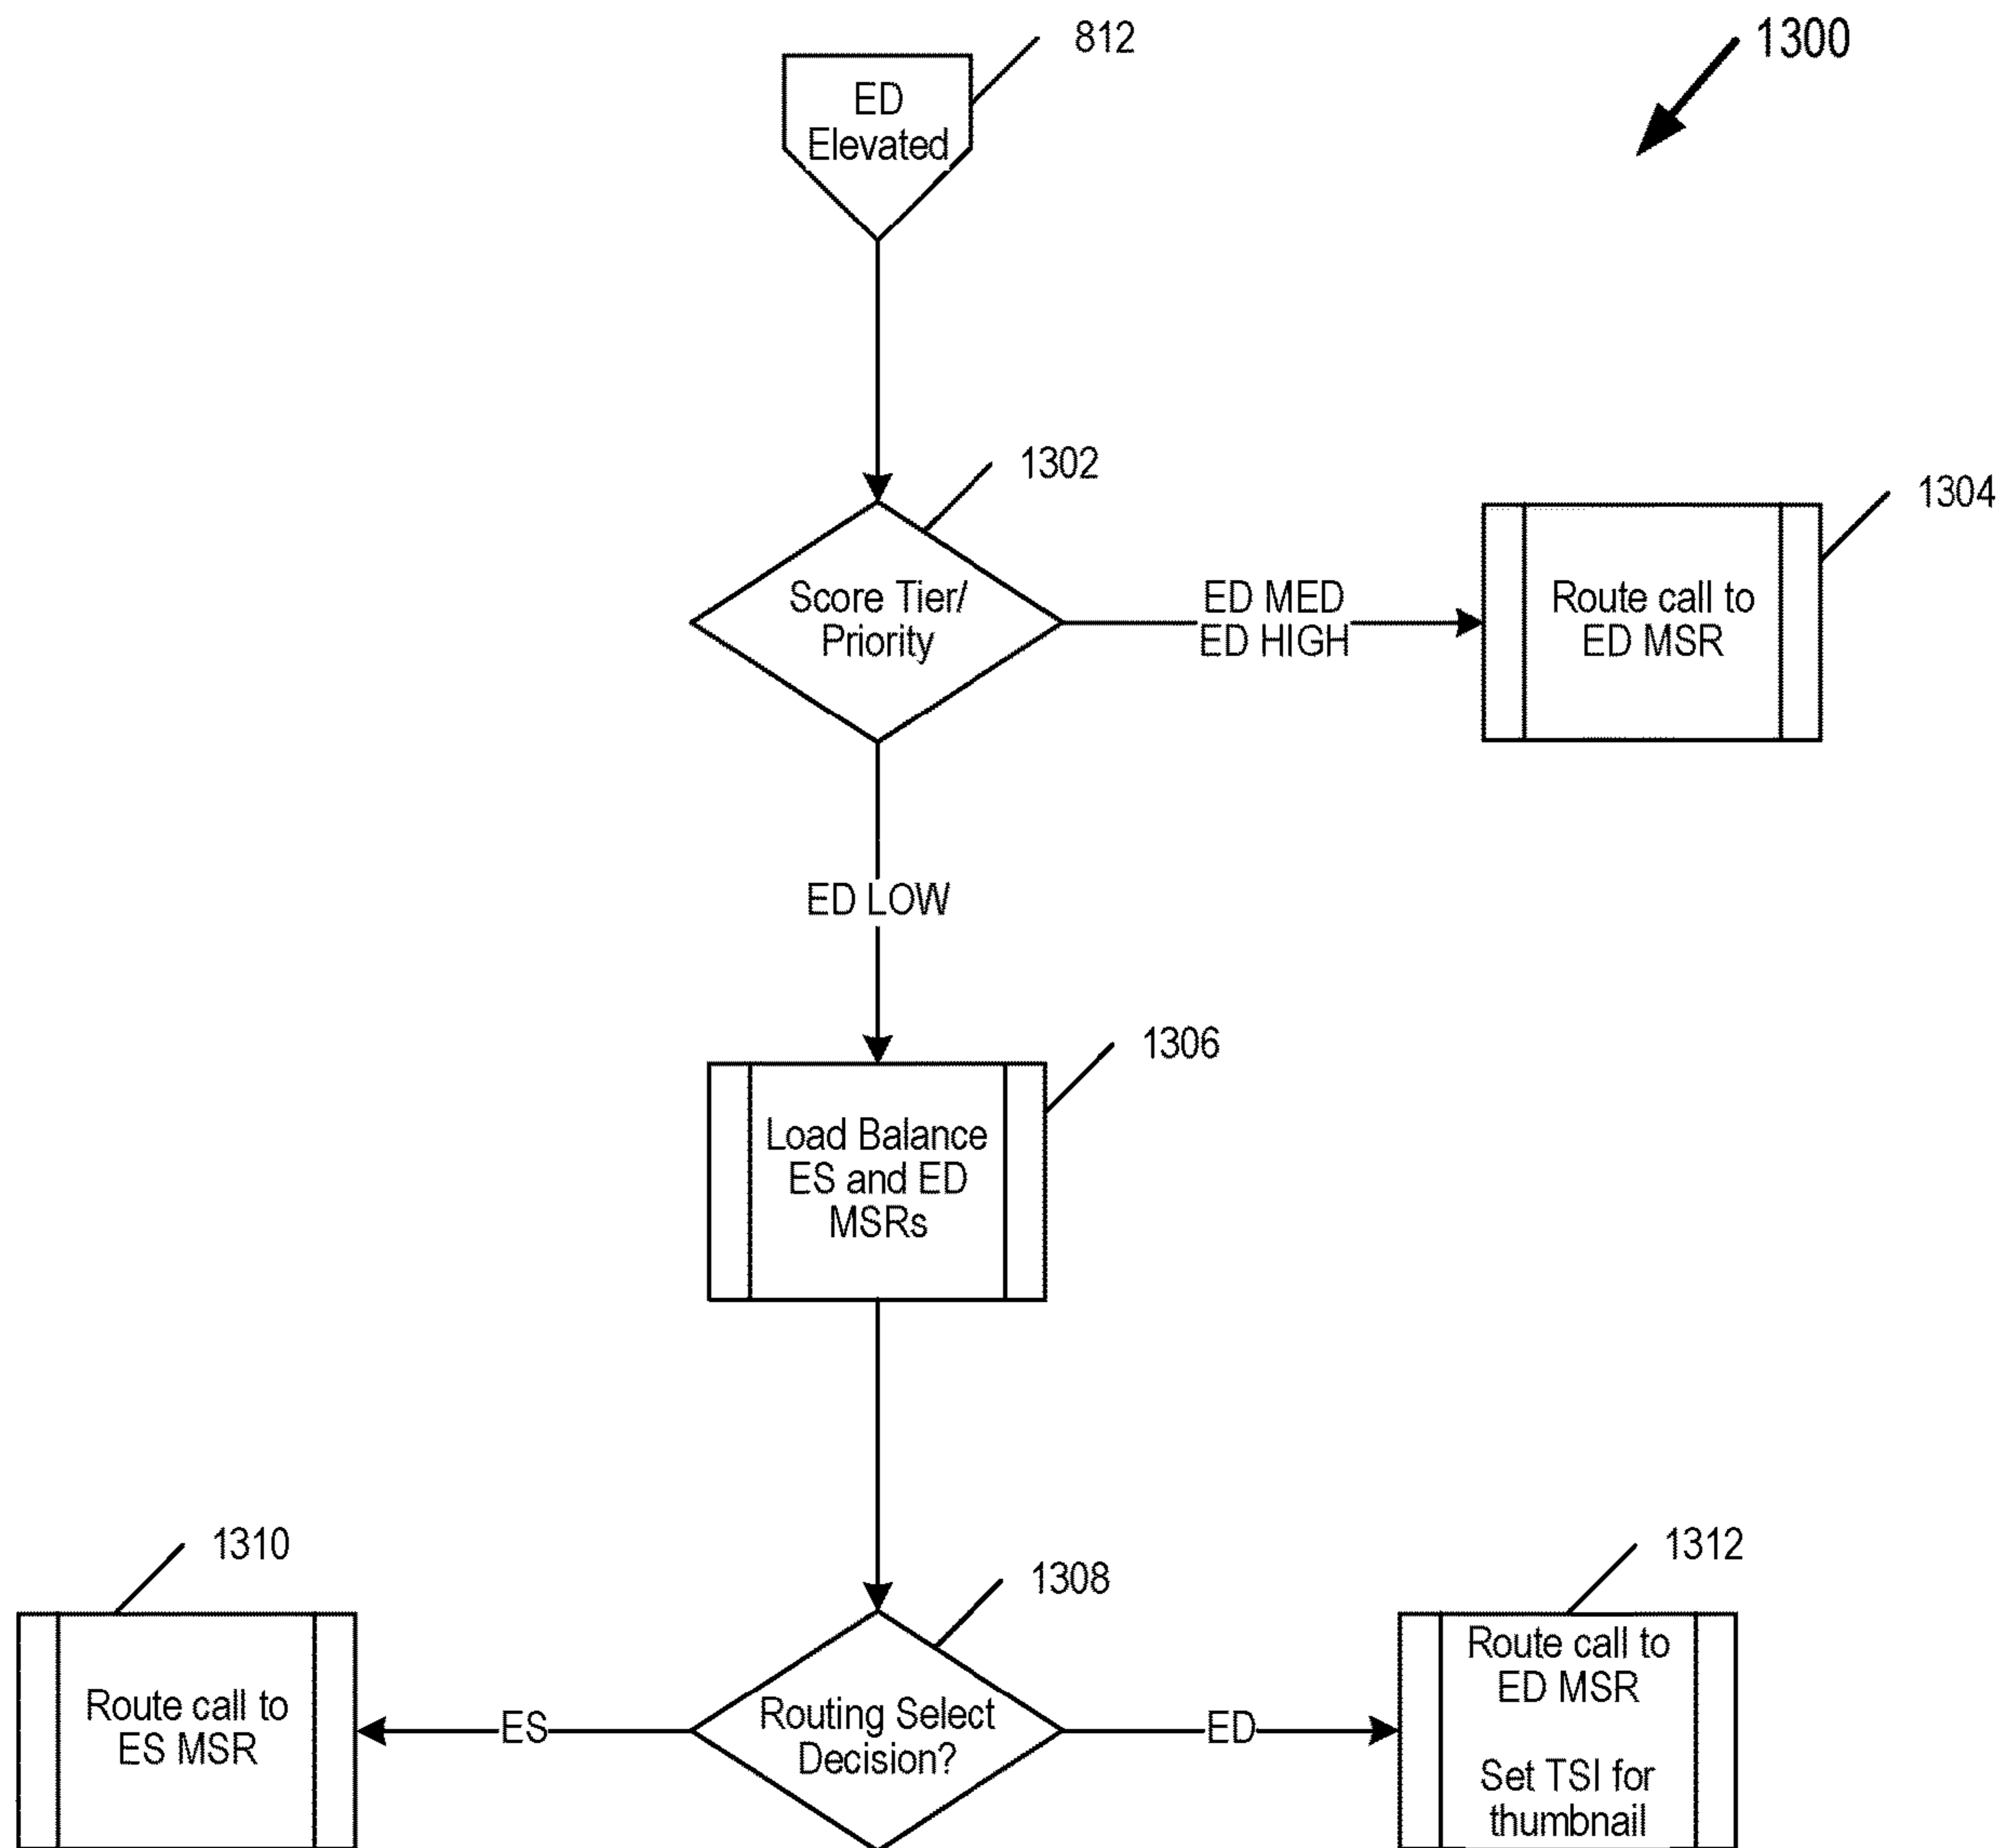 812
1300
ED
Elevated
1302
1304
Score Tier/
Priority
ED MED
ED HIGH
Route call to
ED MSR
ED LOW
1306
Load Balance
ES and ED
MSRs
1310
1308
1312
Route call to
ES MSR
ES
Routing Select
Decision?
ED
Route call to
ED MSR
Set TSI for
thumbnail